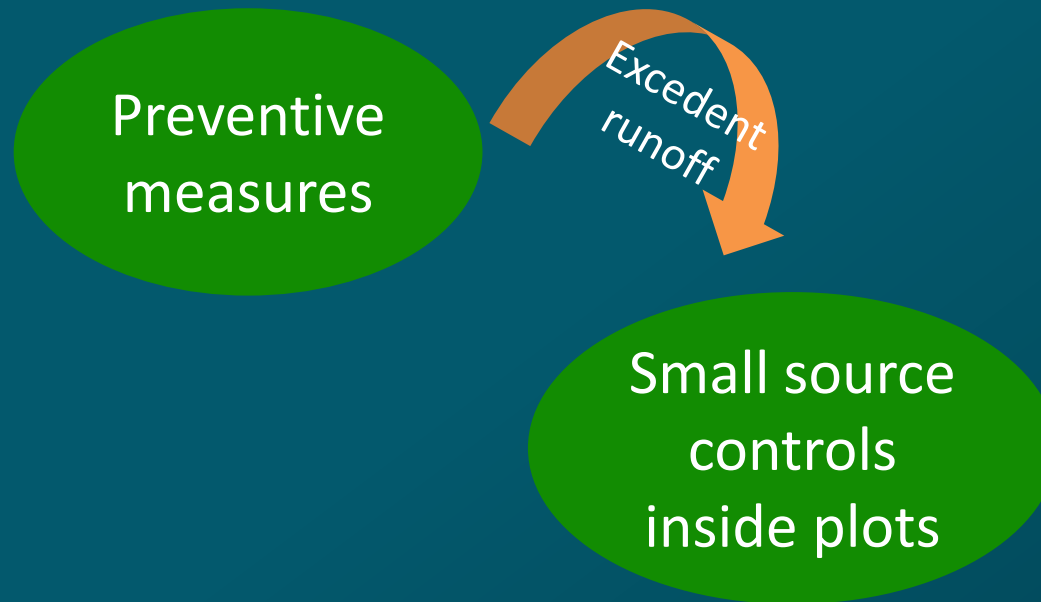 Preventive
measures
Excedent
runoff
Small source
controls
inside plots